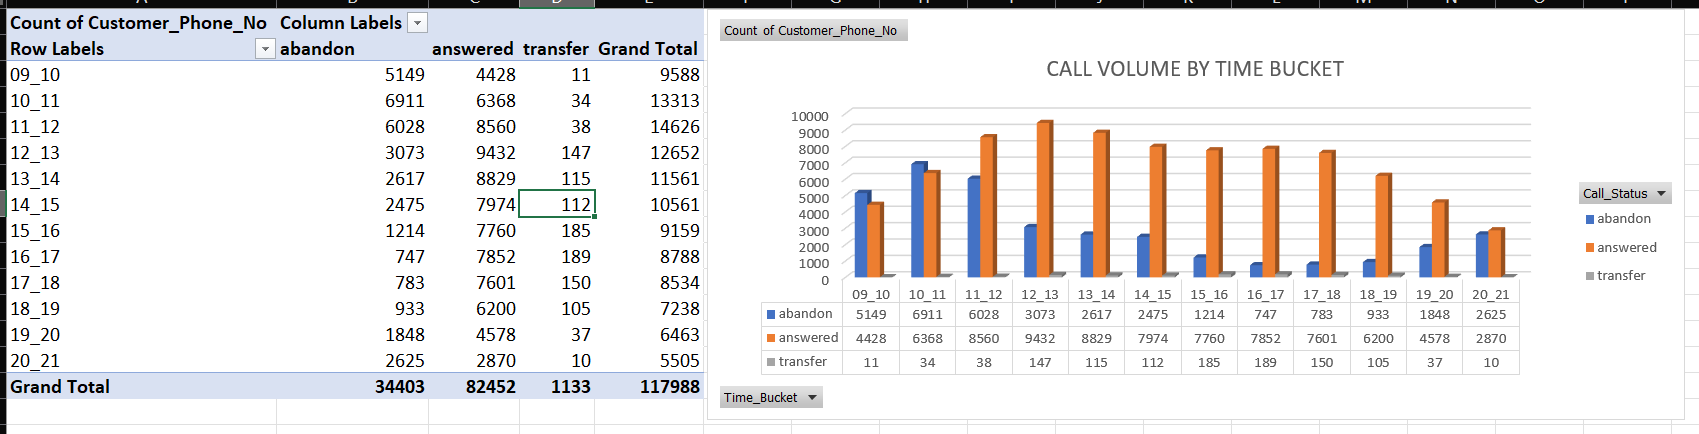 Count of Customer_Phone_No Column Labels
Row Labels abandon answered transfer Grand Total
09_10 5149 4428 11 9588
10_11 6911 6368 34 13313
11_12 6028 8560 38 14626
12_13 3073 9432 147 12652
13_14 2617 8829 115 11561
14_15 2475 7974 112 10561
15_16 1214 7760 185 9159
16_17 747 7852 189 8788
17_18 783 7601 150 8534
18_19 933 6200 105 7238
19_20 1848 4578 37 6463
20_21 2625 2870 10 5505
Grand Total 34403 82452 1133 117988
Count of Customer_Phone_No
CALL VOLUME BY TIME BUCKET
10000
9000
8000
7000
6000
5000
4000
3000
2000
1000
0
09_10 10_11 11_12 12_13 13_14 14_15 15_16 16_17 17_18 18_19 19_20 20_21
abandon 5149 6911 6028 3073 2617 2475 1214 747 783 933 1848 2625
answered 4428 6368 8560 9432 8829 7974 7760 7852 7601 6200 4578 2870
transfer 11 34 38 147 115 112 185 189 150 105 37 10
Call_Status
abandon
answered
transfer
Time_Bucket